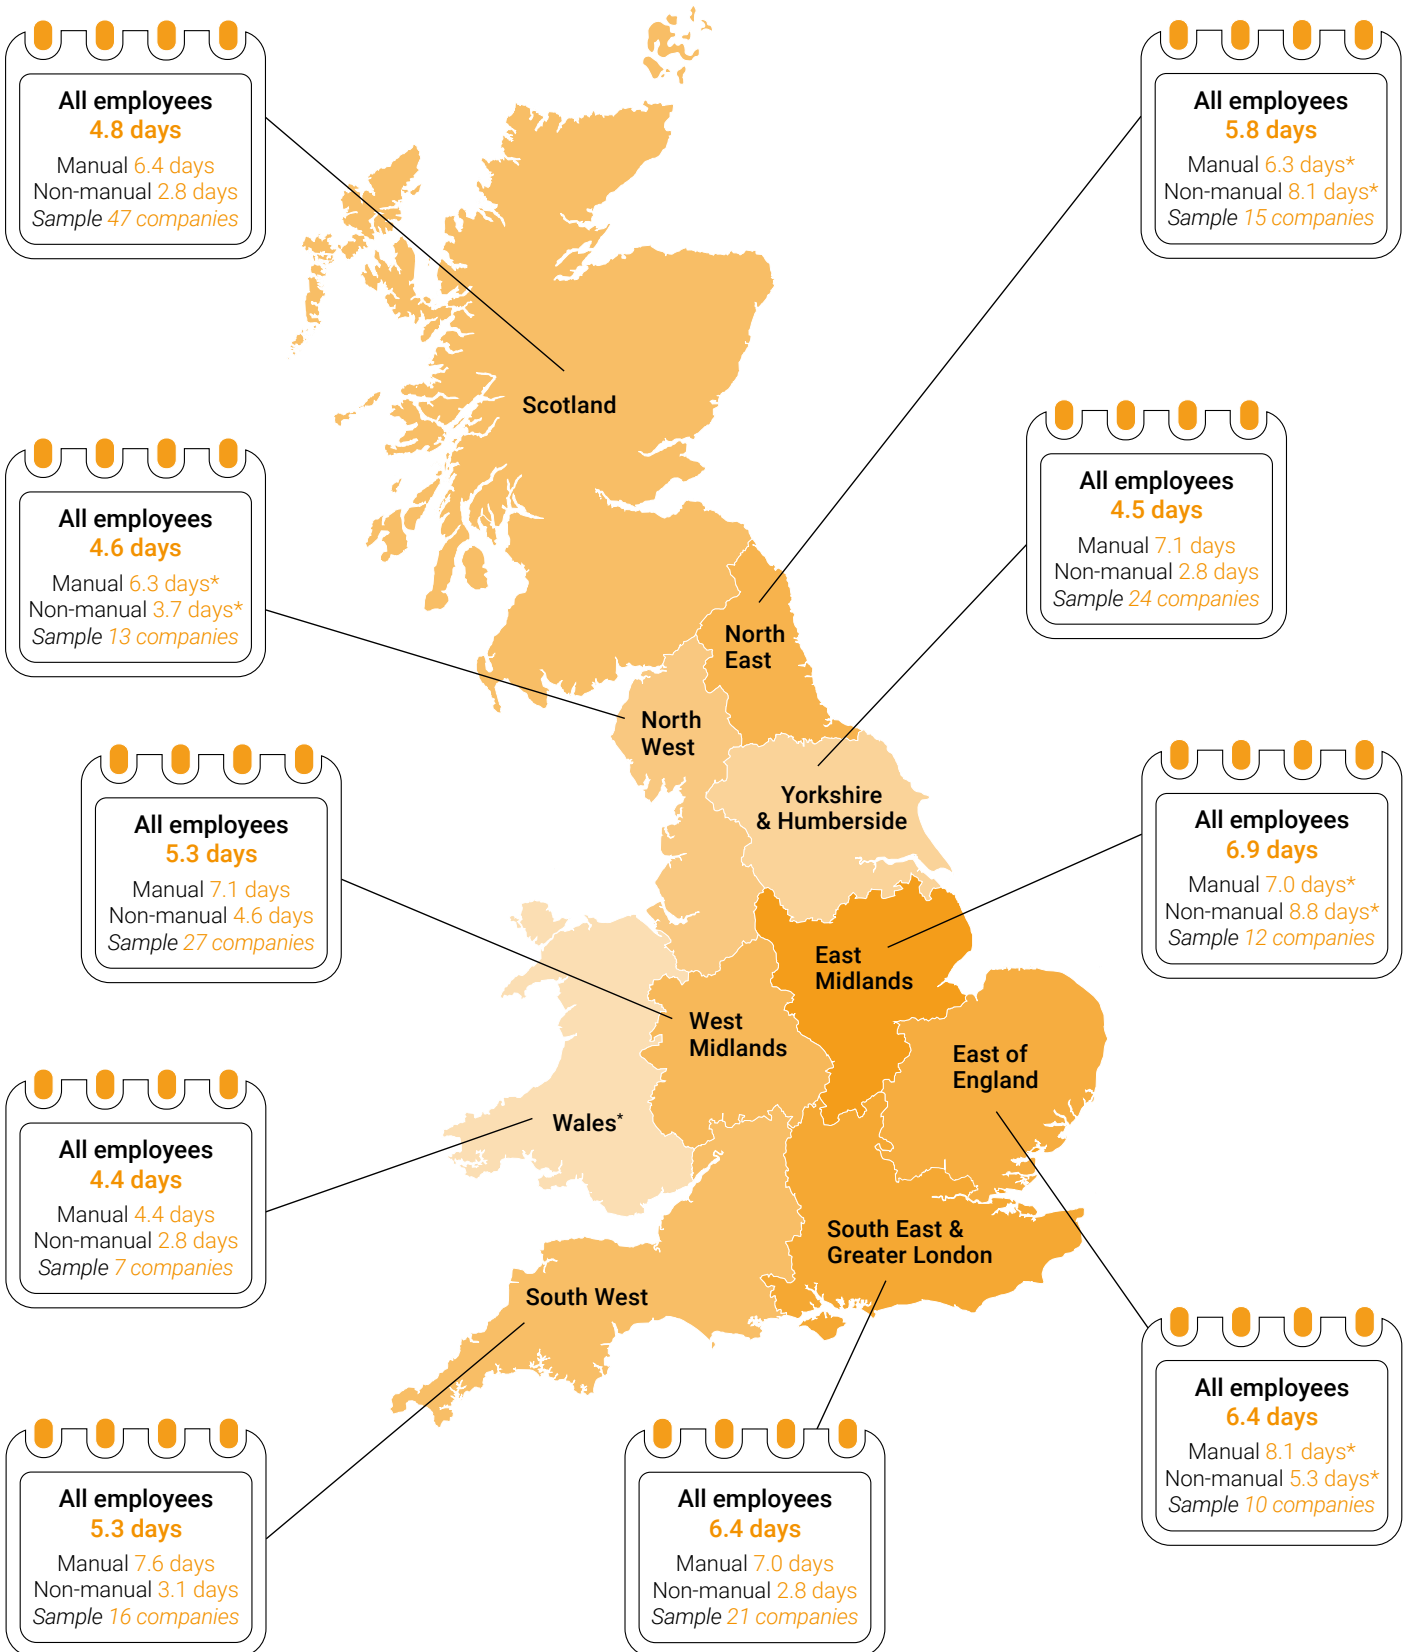 All employees
4.8 days
Manual 6.4 days
Non-manual 2.8 days
Sample 47 companies
All employees
5.8 days
Manual 6.3 days*
Non-manual 8.1 days*
Sample 15 companies
Scotland
All employees
4.6 days
Manual 6.3 days*
Non-manual 3.7 days*
Sample 13 companies
All employees
4.5 days
Manual 7.1 days
Non-manual 2.8 days
Sample 24 companies
North
East
North
West
Yorkshire
& Humberside
All employees
5.3 days
Manual 7.1 days
Non-manual 4.6 days
Sample 27 companies
All employees
6.9 days
Manual 7.0 days*
Non-manual 8.8 days*
Sample 12 companies
East
Midlands
West
Midlands
East of
England
Wales*
All employees
4.4 days
Manual 4.4 days
Non-manual 2.8 days
Sample 7 companies
South East &
Greater London
South West
All employees
6.4 days
Manual 8.1 days*
Non-manual 5.3 days*
Sample 10 companies
All employees
5.3 days
Manual 7.6 days
Non-manual 3.1 days
Sample 16 companies
All employees
6.4 days
Manual 7.0 days
Non-manual 2.8 days
Sample 21 companies